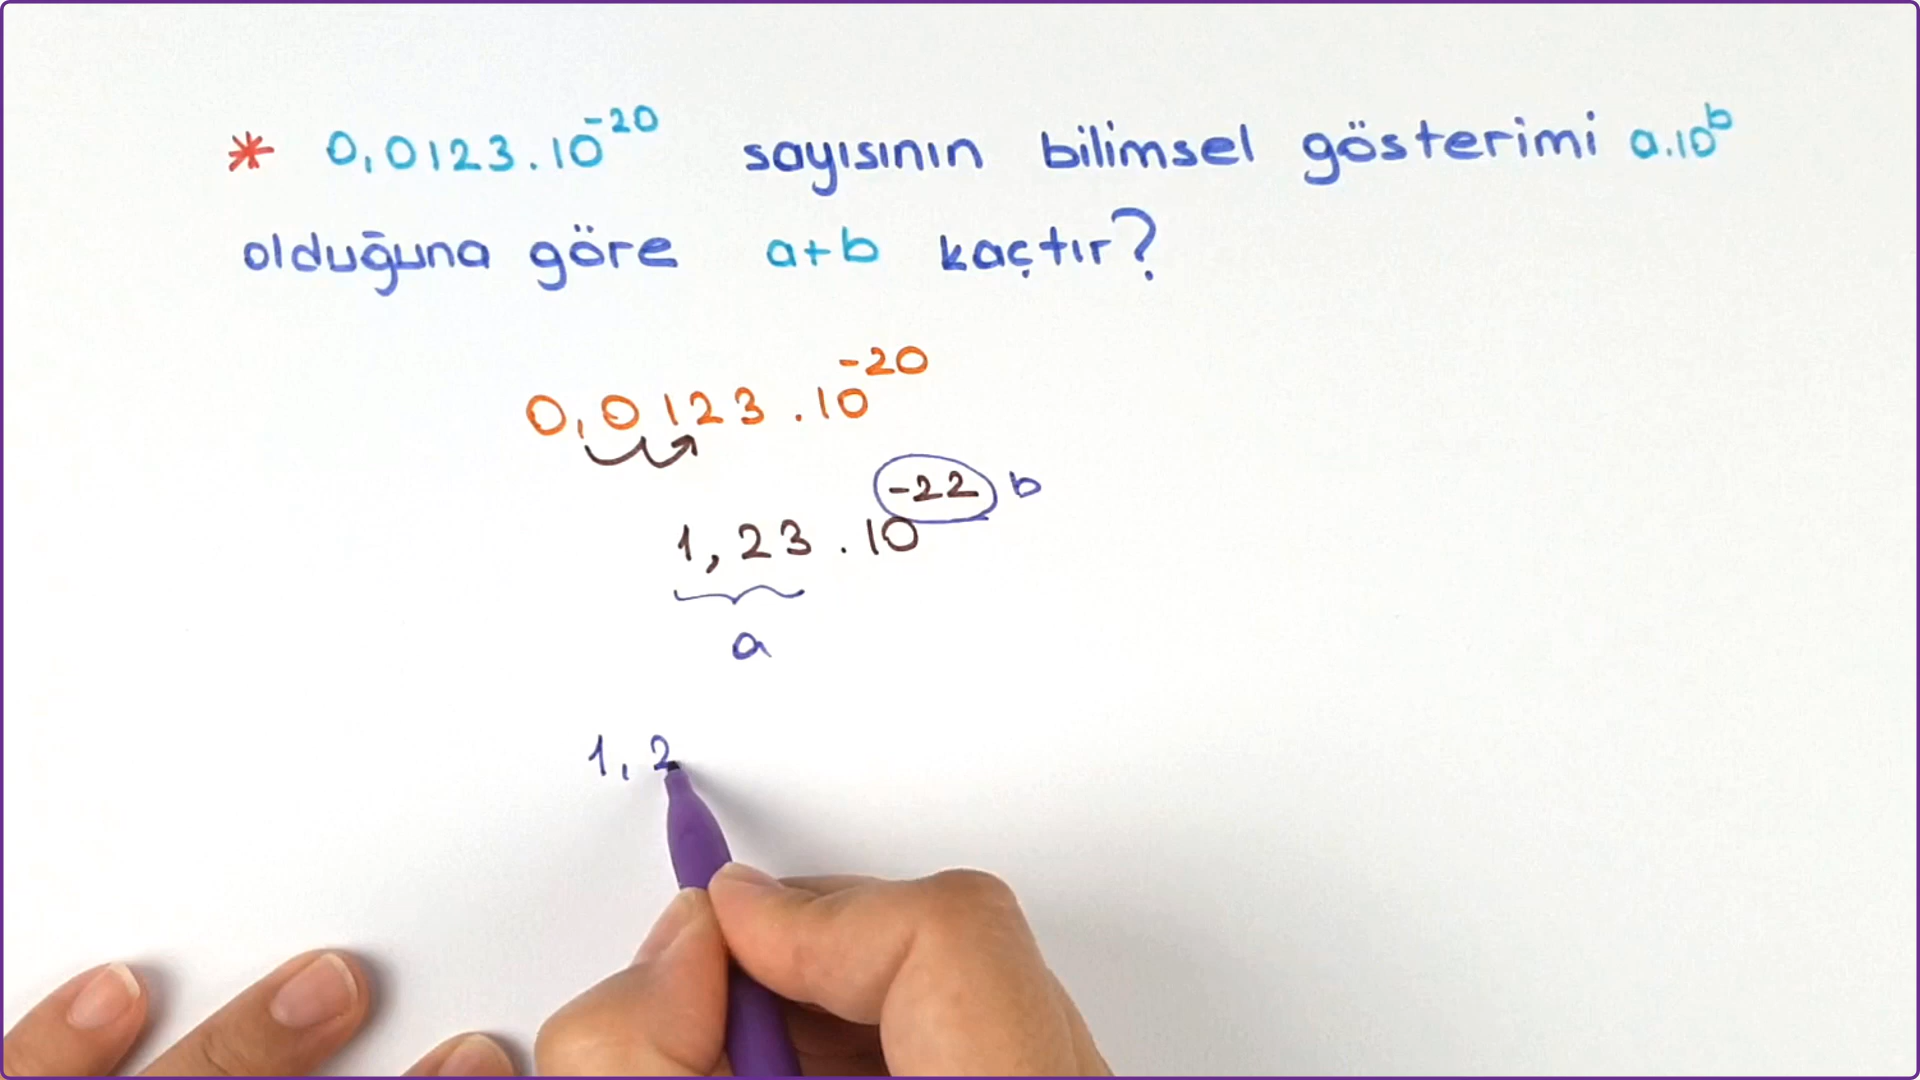 * 0,0123.10⁻²⁰ sayısının bilimsel gösterimi a.10ᵇ
olduğuna göre a+b kaçtır?
0,0123.10⁻²⁰
1,23.10⁻²² b
a
1,2